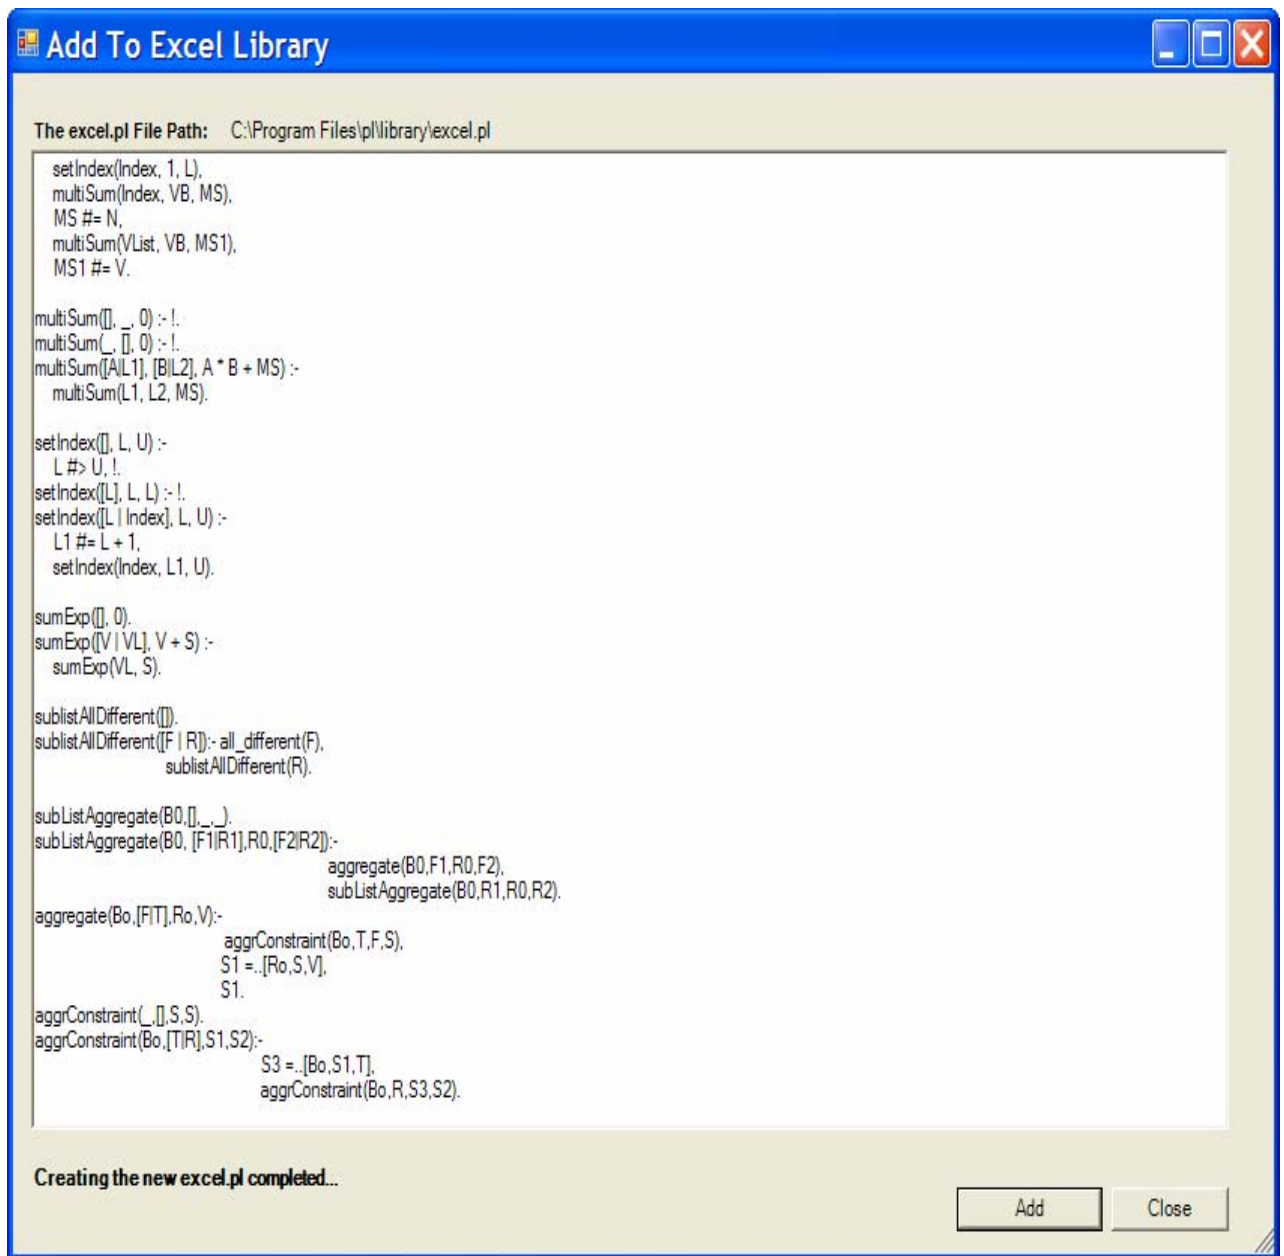 Add To Excel Library
The excel.pl File Path: C:\Program Files\pl\library\excel.pl
setIndex(Index, 1, L),
multiSum(Index, VB, MS),
MS #= N,
multiSum(VList, VB, MS1),
MS1 #= V.
multiSum([], _, 0) :- !.
multiSum(_, [], 0) :- !.
multiSum([A|L1], [B|L2], A * B + MS) :-
multiSum(L1, L2, MS).
setIndex([], L, U) :-
L #> U, !.
setIndex([L], L, L) :- !.
setIndex([L | Index], L, U) :-
L1 #= L + 1,
setIndex(Index, L1, U).
sumExp([], 0).
sumExp([V | VL], V + S) :-
sumExp(VL, S).
sublistAllDifferent([]).
sublistAllDifferent([F | R]):- all_different(F),
sublistAllDifferent(R).
subListAggregate(B0,[],_,_).
subListAggregate(B0, [F1|R1],R0,[F2|R2]):-
aggregate(B0,F1,R0,F2),
subListAggregate(B0,R1,R0,R2).
aggregate(Bo,[F|T],Ro,V):-
aggrConstraint(Bo,T,F,S),
S1 =..[Ro,S,V],
S1.
aggrConstraint(_,[],S,S).
aggrConstraint(Bo,[T|R],S1,S2):-
S3 =..[Bo,S1,T],
aggrConstraint(Bo,R,S3,S2).
Creating the new excel.pl completed...
Add Close